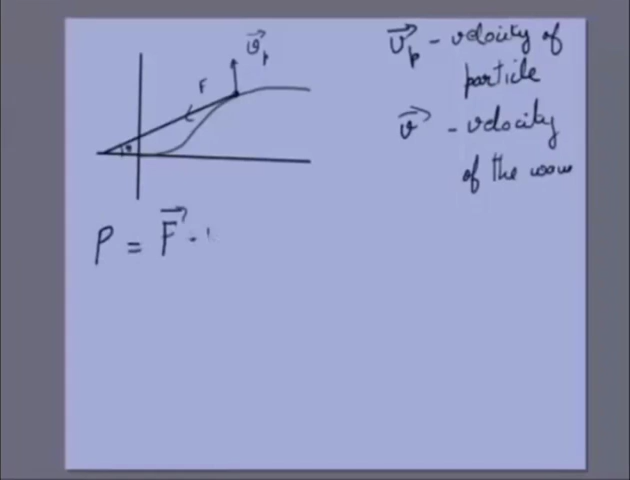 v⃗p - velocity of
particle
v⃗ - velocity
of the wave
v⃗p
F
θ
P = F⃗ ·